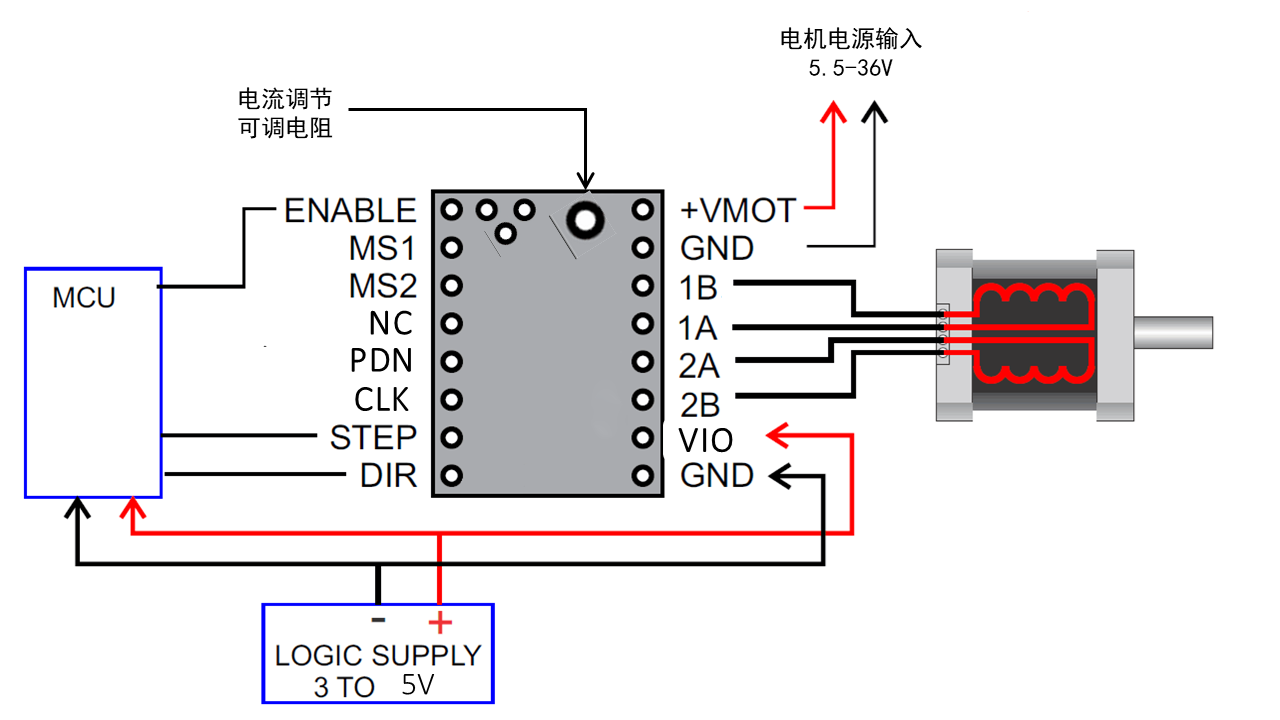 电机电源输入
5.5-36V
电流调节
可调电阻
ENABLE
MS1
MS2
NC
PDN
CLK
STEP
DIR
+VMOT
GND
1B
1A
2A
2B
VIO
GND
MCU
- +
LOGIC SUPPLY
3 TO 5V